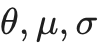 θ, μ, σ